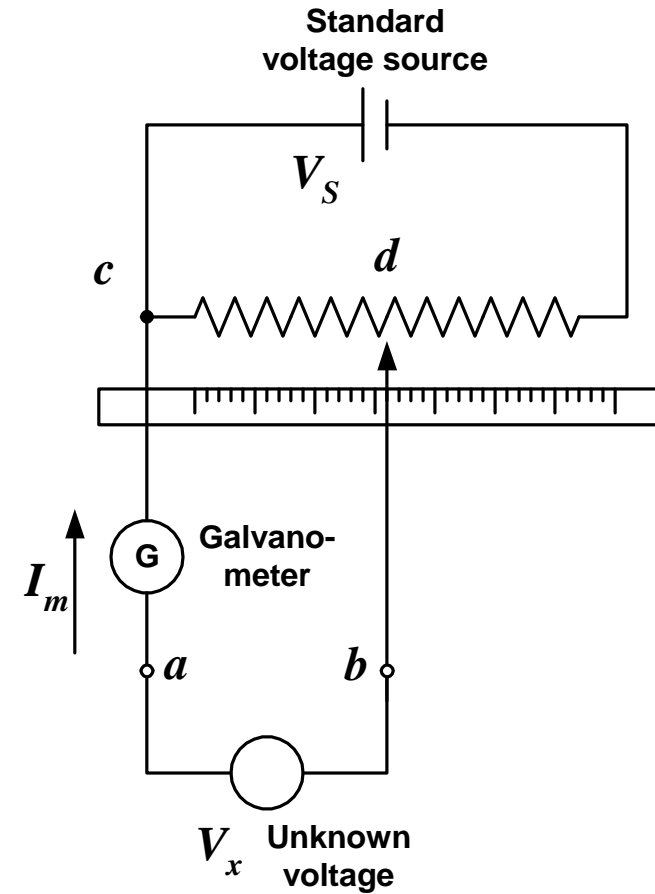 Standard
voltage source
V_S
d
c
G
Galvano-
meter
I_m
a
b
V_x
Unknown
voltage